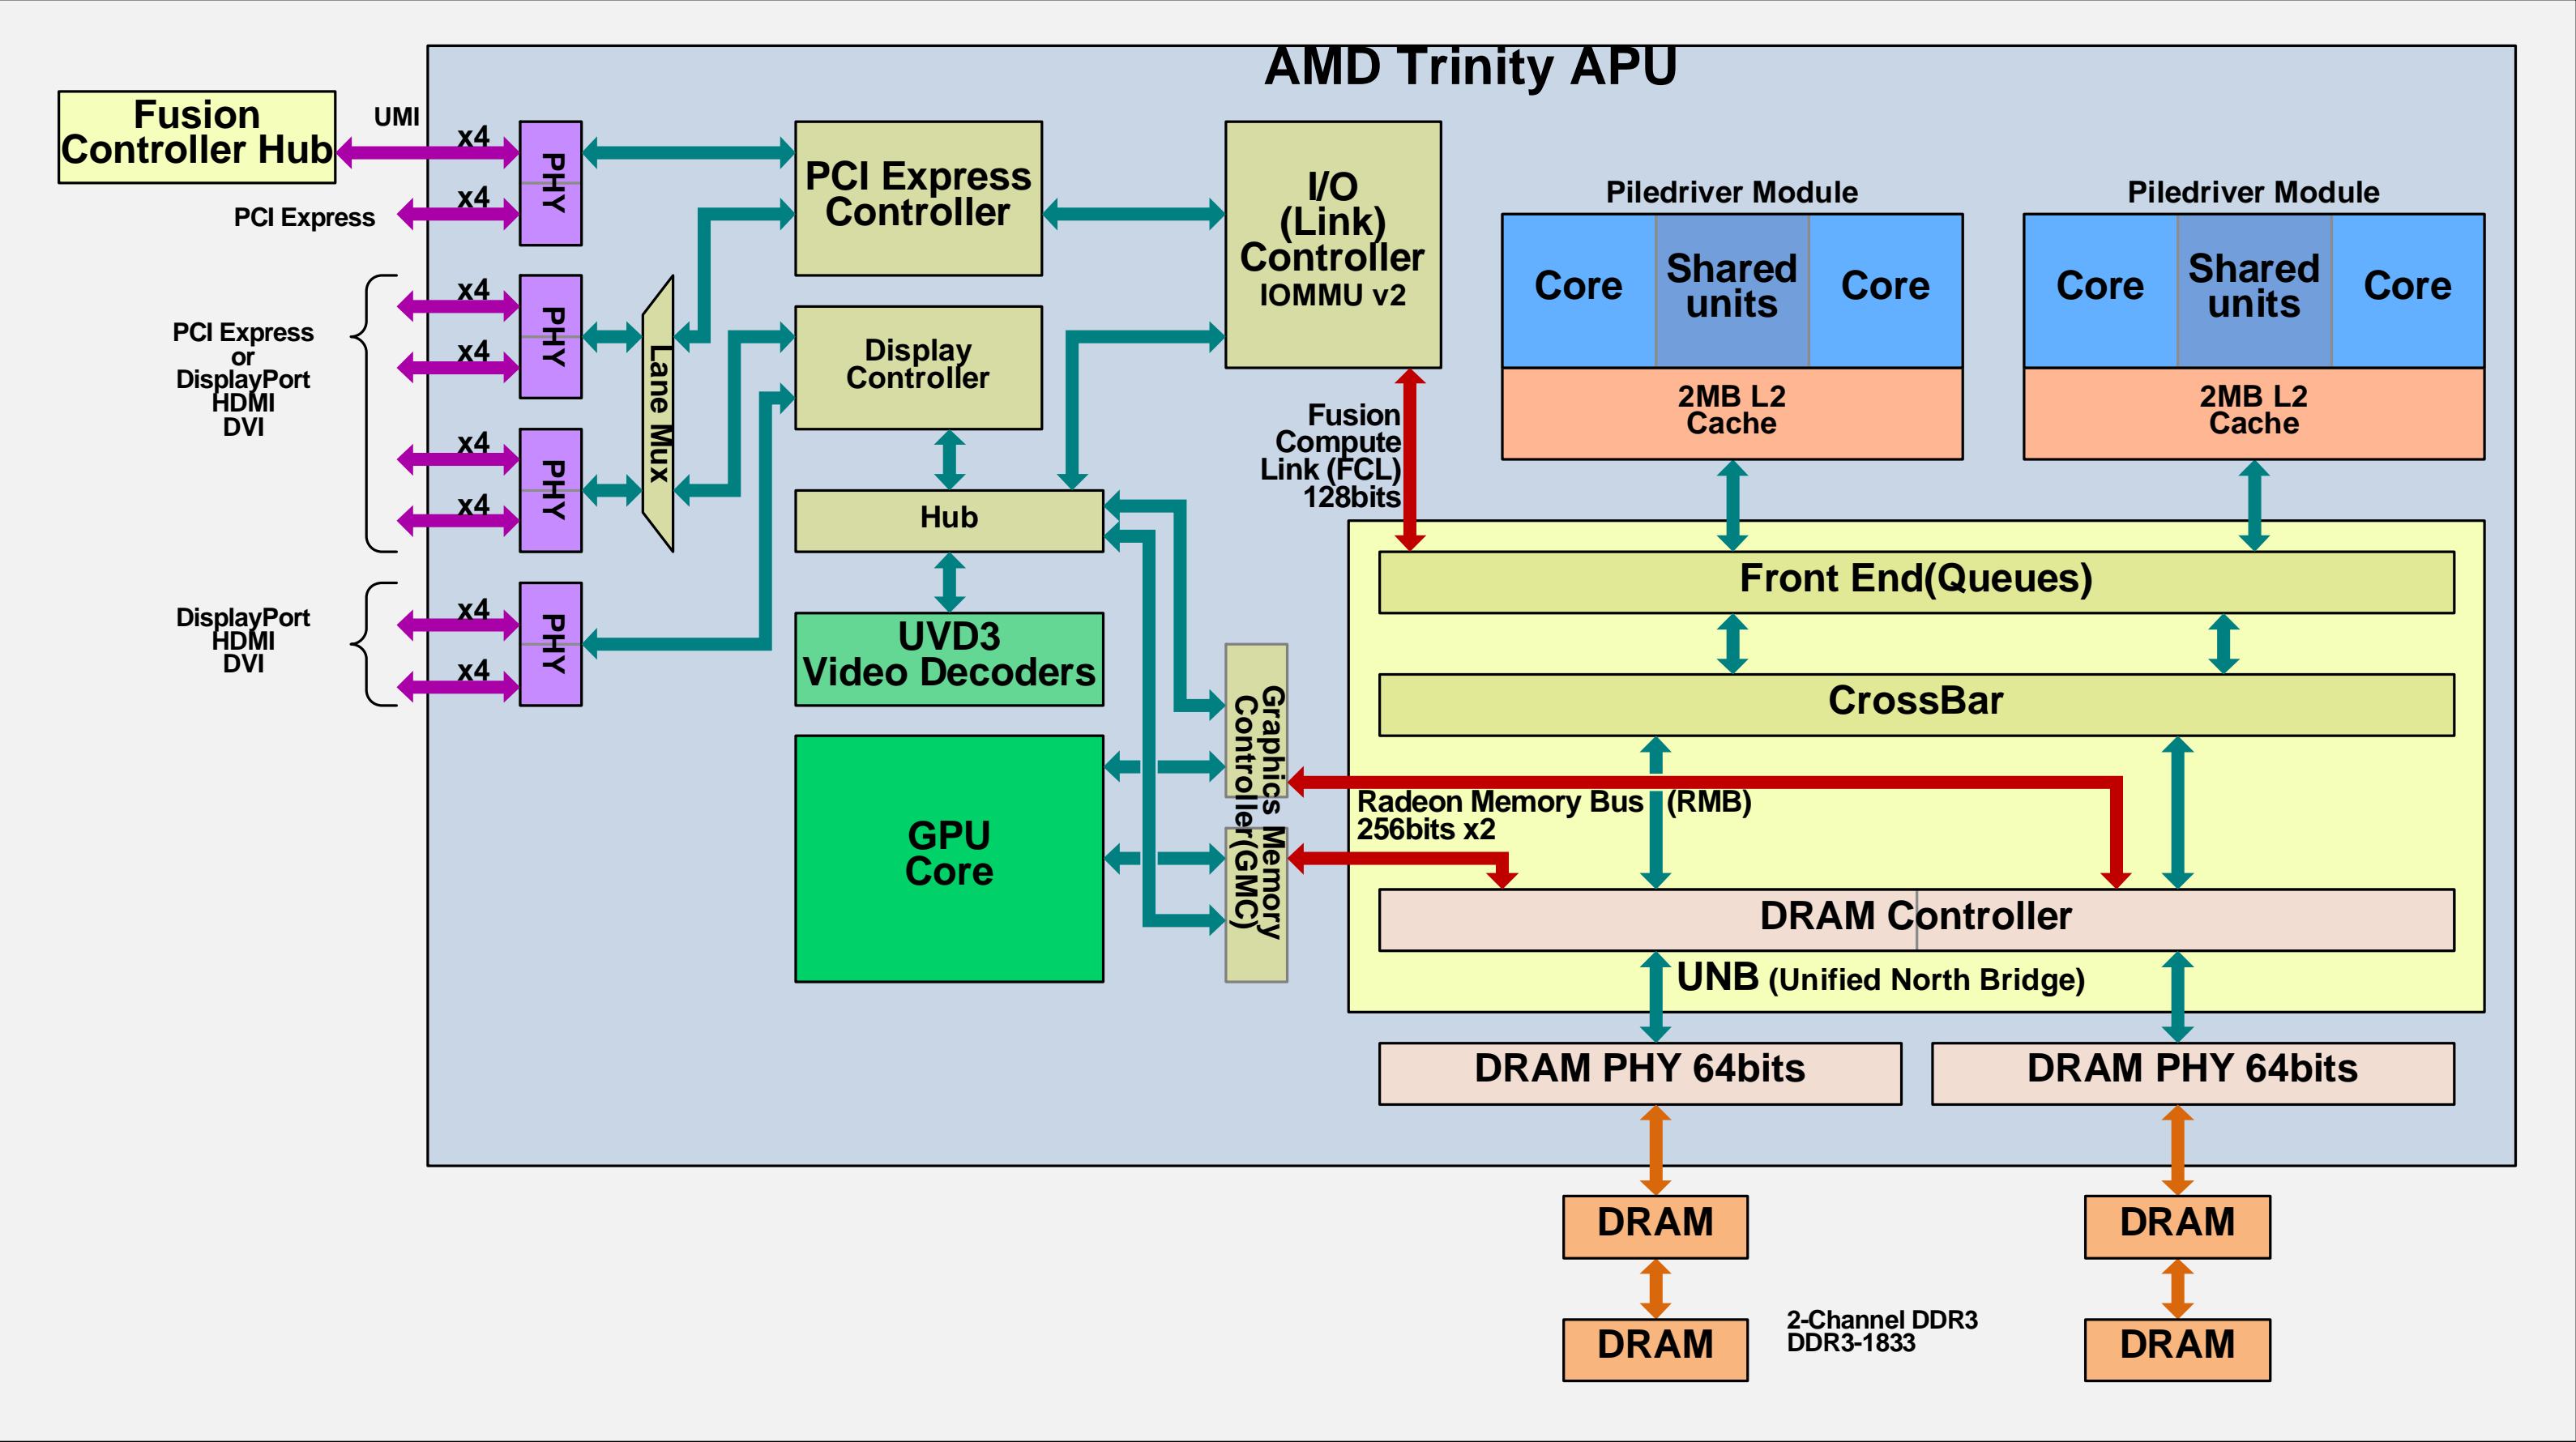 AMD Trinity APU
Fusion
Controller Hub
UMI
x4
x4
PCI Express
PHY
x4
x4
PHY
PCI Express
or
DisplayPort
HDMI
DVI
x4
x4
PHY
DisplayPort
HDMI
DVI
x4
x4
PHY
Lane Mux
PCI Express
Controller
Display
Controller
Hub
UVD3
Video Decoders
GPU
Core
I/O
(Link)
Controller
IOMMU v2
Fusion
Compute
Link (FCL)
128bits
Graphics Memory
Controller(GMC)
Piledriver Module
Core
Shared
units
Core
2MB L2
Cache
Piledriver Module
Core
Shared
units
Core
2MB L2
Cache
Front End(Queues)
CrossBar
Radeon Memory Bus (RMB)
256bits x2
DRAM Controller
UNB (Unified North Bridge)
DRAM PHY 64bits
DRAM PHY 64bits
DRAM
DRAM
DRAM
DRAM
2-Channel DDR3
DDR3-1833